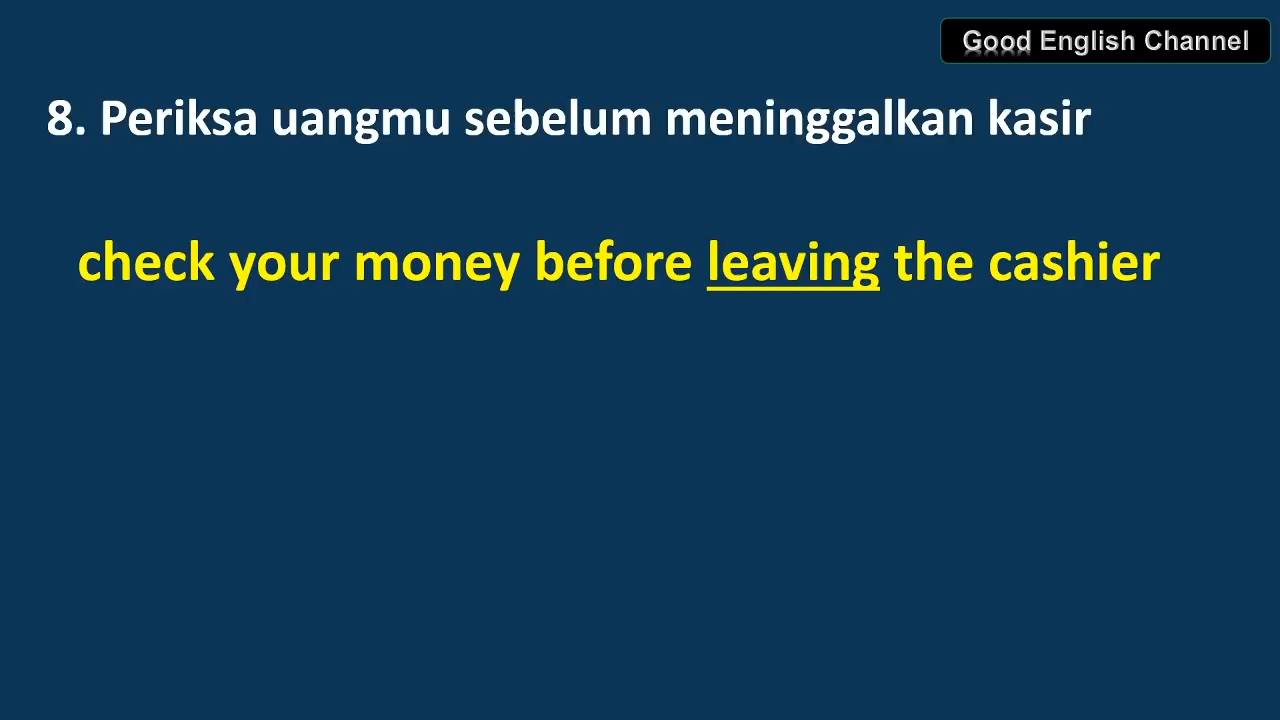 Good English Channel
8. Periksa uangmu sebelum meninggalkan kasir
check your money before leaving the cashier